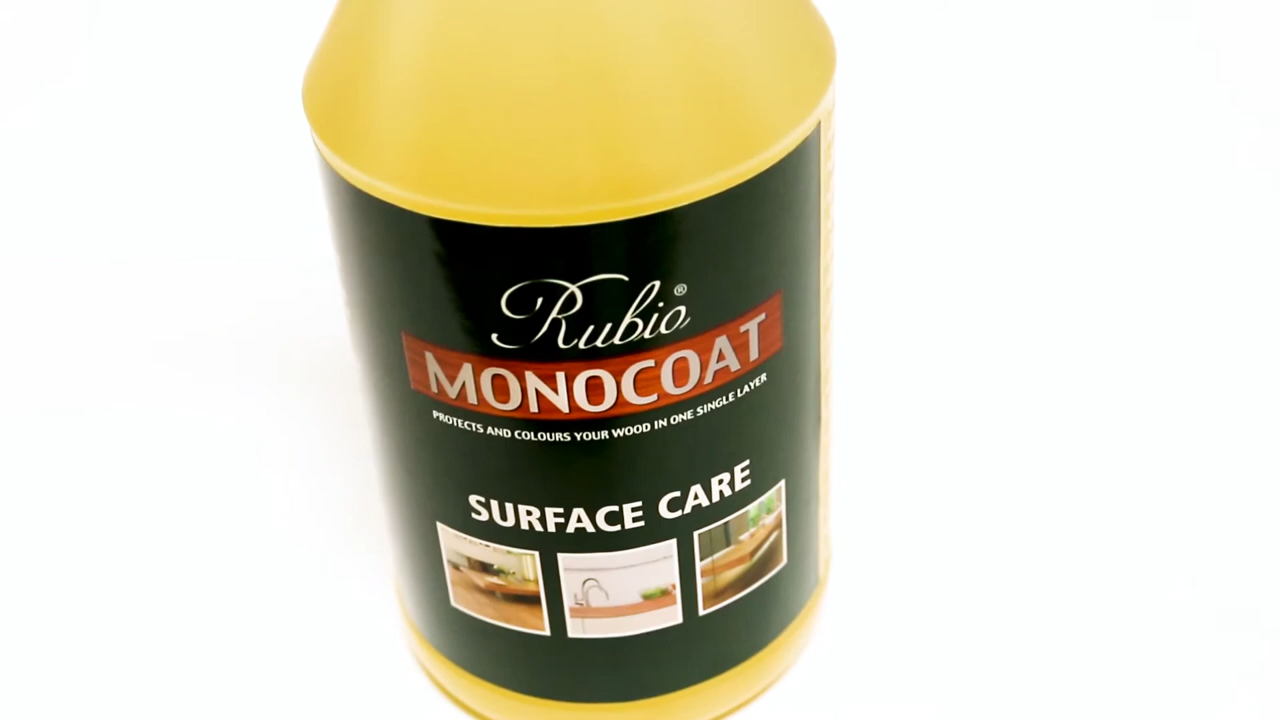 Rubio®
MONOCOAT
PROTECTS AND COLOURS YOUR WOOD IN ONE SINGLE LAYER
SURFACE CARE